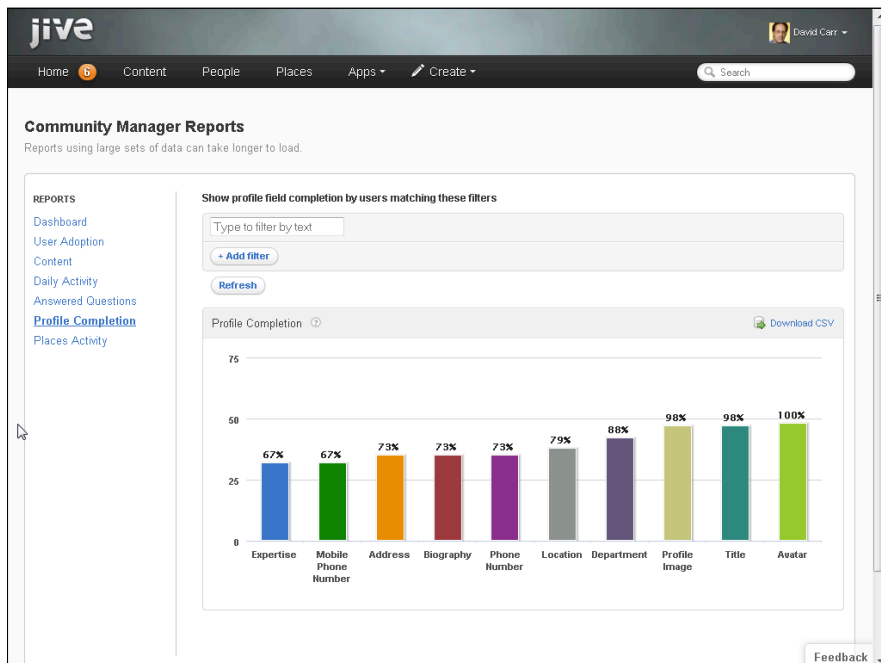 jive
David Carr
Home 6 Content People Places Apps Create
Search
Community Manager Reports
Reports using large sets of data can take longer to load.
REPORTS
Dashboard
User Adoption
Content
Daily Activity
Answered Questions
Profile Completion
Places Activity
Show profile field completion by users matching these filters
Type to filter by text
+ Add filter
Refresh
Profile Completion ?
Download CSV
75
50
25
0
67% 67% 73% 73% 73% 79% 88% 98% 98% 100%
Expertise
Mobile Phone Number
Address
Biography
Phone Number
Location
Department
Profile Image
Title
Avatar
Feedback